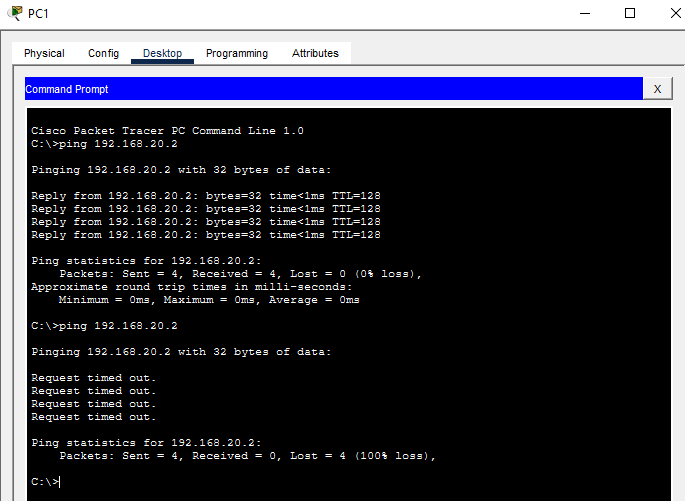 PC1
Physical Config Desktop Programming Attributes
Command Prompt
X
Cisco Packet Tracer PC Command Line 1.0
C:\>ping 192.168.20.2
Pinging 192.168.20.2 with 32 bytes of data:
Reply from 192.168.20.2: bytes=32 time<1ms TTL=128
Reply from 192.168.20.2: bytes=32 time<1ms TTL=128
Reply from 192.168.20.2: bytes=32 time<1ms TTL=128
Reply from 192.168.20.2: bytes=32 time<1ms TTL=128
Ping statistics for 192.168.20.2:
    Packets: Sent = 4, Received = 4, Lost = 0 (0% loss),
Approximate round trip times in milli-seconds:
    Minimum = 0ms, Maximum = 0ms, Average = 0ms
C:\>ping 192.168.20.2
Pinging 192.168.20.2 with 32 bytes of data:
Request timed out.
Request timed out.
Request timed out.
Request timed out.
Ping statistics for 192.168.20.2:
    Packets: Sent = 4, Received = 0, Lost = 4 (100% loss),
C:\>